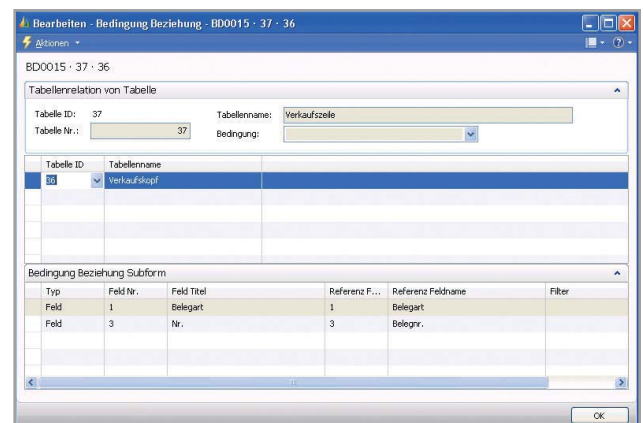 Bearbeiten - Bedingung Beziehung - BD0015 · 37 · 36
Aktionen
BD0015 · 37 · 36
Tabellenrelation von Tabelle
Tabelle ID: 37 Tabellenname: Verkaufszeile
Tabelle Nr.: 37 Bedingung:
Tabelle ID Tabellenname
36 Verkaufskopf
Bedingung Beziehung Subform
Typ Feld Nr. Feld Titel Referenz F... Referenz Feldname Filter
Feld 1 Belegart 1 Belegart
Feld 3 Nr. 3 Belegnr.
OK